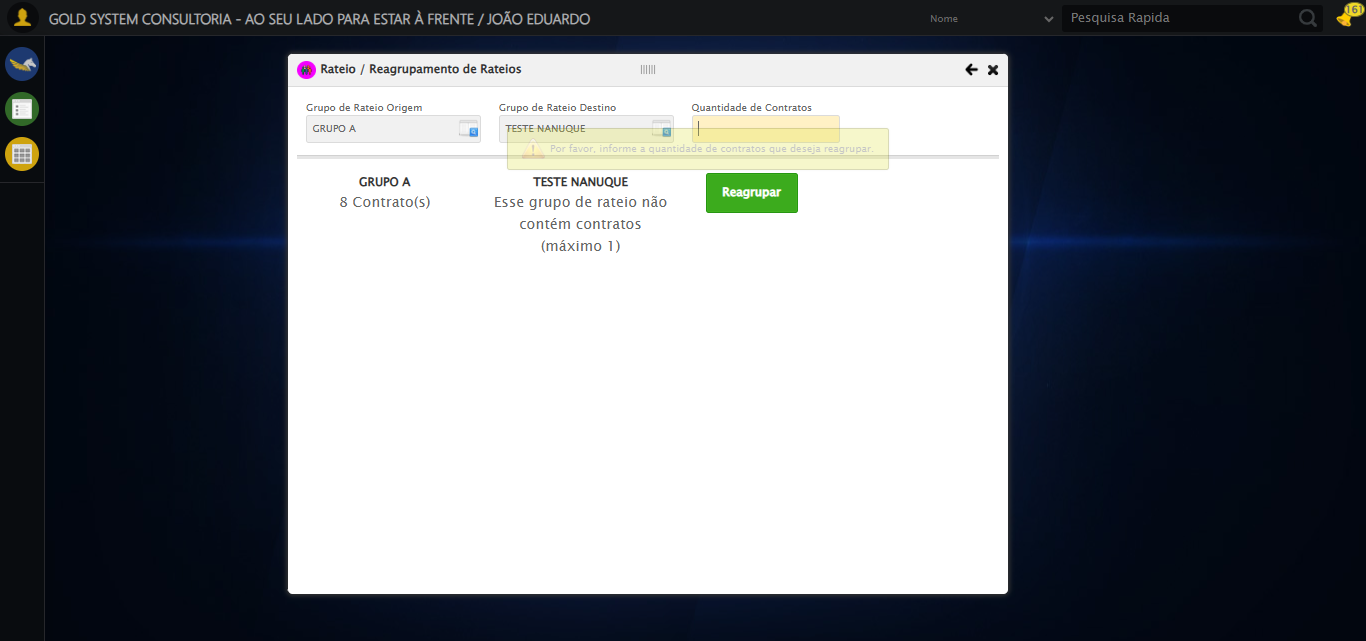 GOLD SYSTEM CONSULTORIA - AO SEU LADO PARA ESTAR À FRENTE / JOÃO EDUARDO
Nome
Pesquisa Rapida
161
Rateio / Reagrupamento de Rateios
Grupo de Rateio Origem
Grupo de Rateio Destino
Quantidade de Contratos
GRUPO A
TESTE NANUQUE
Por favor, informe a quantidade de contratos que deseja reagrupar.
GRUPO A
8 Contrato(s)
TESTE NANUQUE
Esse grupo de rateio não
contém contratos
(máximo 1)
Reagrupar